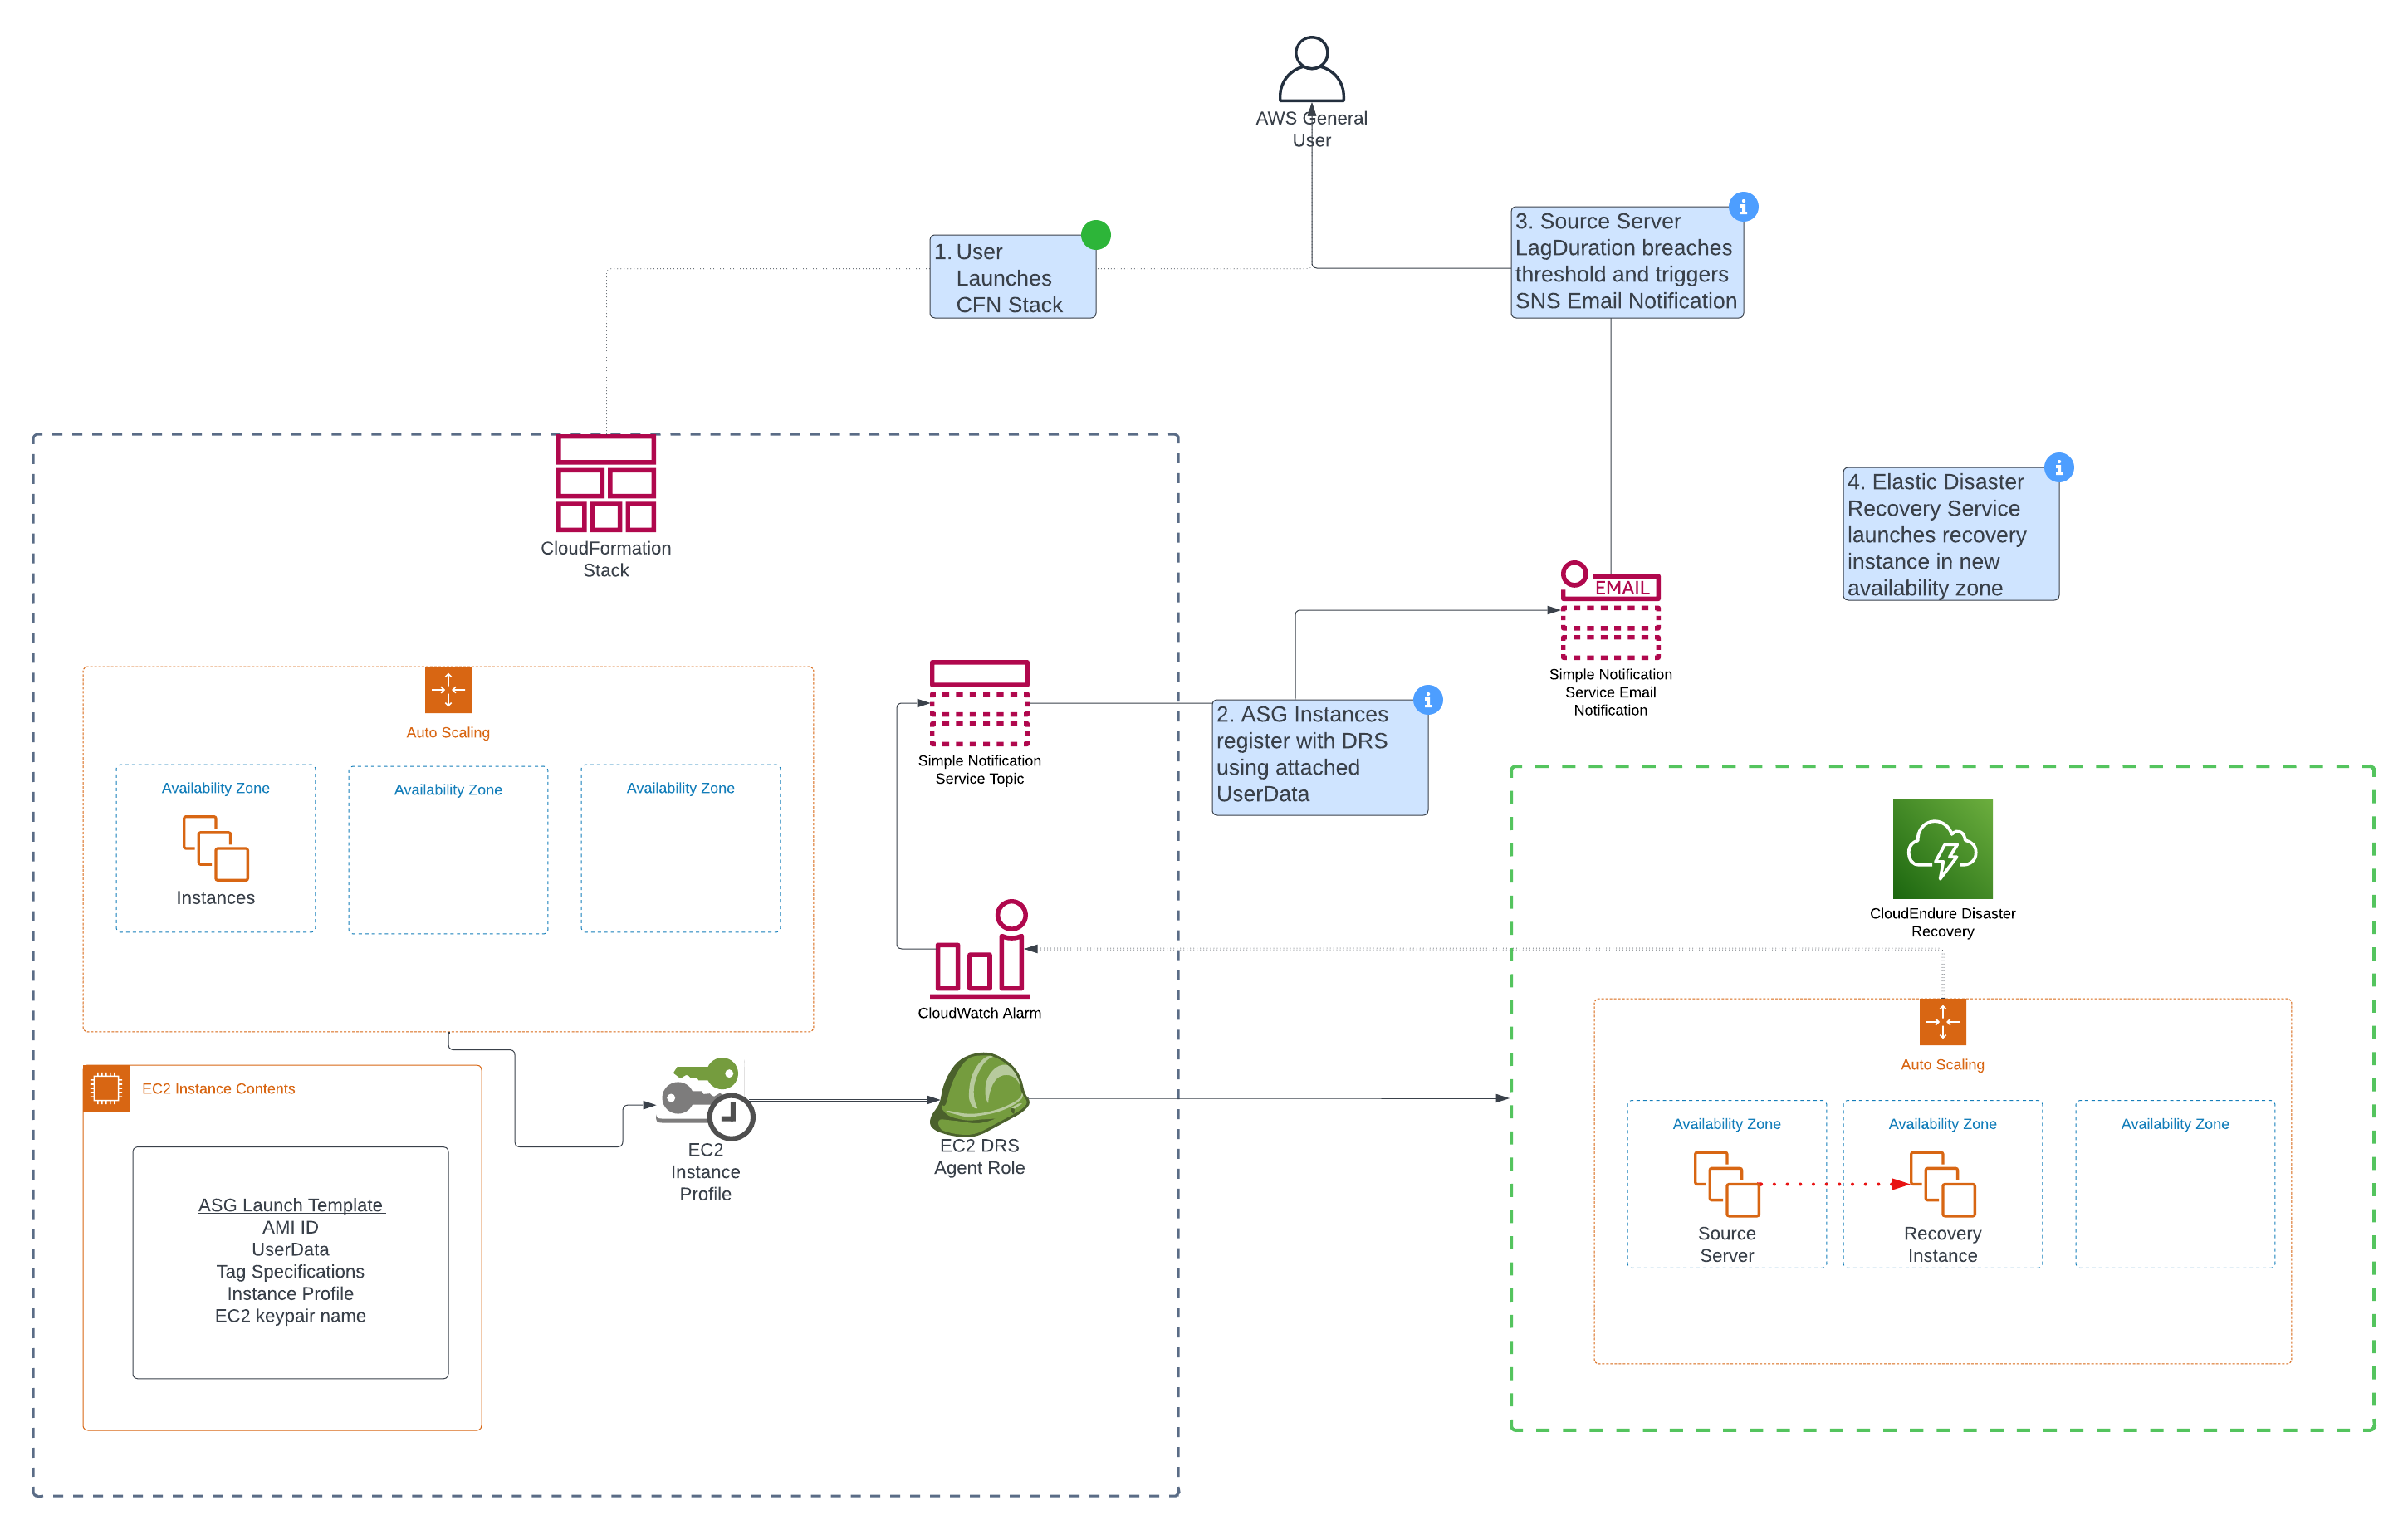 AWS General
User
1. User
Launches
CFN Stack
3. Source Server
LagDuration breaches
threshold and triggers
SNS Email Notification
4. Elastic Disaster
Recovery Service
launches recovery
instance in new
availability zone
CloudFormation
Stack
EMAIL
Simple Notification
Service Email
Notification
Auto Scaling
Availability Zone
Instances
Availability Zone
Availability Zone
Simple Notification
Service Topic
2. ASG Instances
register with DRS
using attached
UserData
CloudWatch Alarm
CloudEndure Disaster
Recovery
Auto Scaling
Availability Zone
Source
Server
Availability Zone
Recovery
Instance
Availability Zone
EC2 Instance Contents
ASG Launch Template
AMI ID
UserData
Tag Specifications
Instance Profile
EC2 keypair name
EC2
Instance
Profile
EC2 DRS
Agent Role